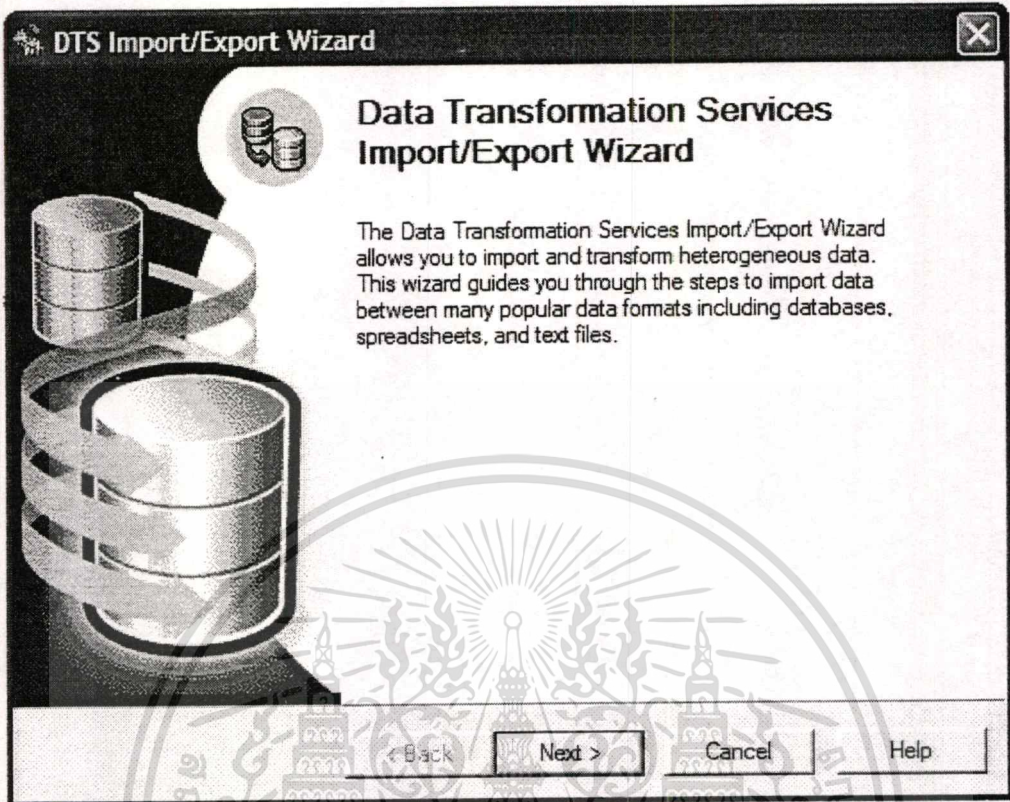 DTS Import/Export Wizard
Data Transformation Services
Import/Export Wizard
The Data Transformation Services Import/Export Wizard
allows you to import and transform heterogeneous data.
This wizard guides you through the steps to import data
between many popular data formats including databases,
spreadsheets, and text files.
< Back
Next >
Cancel
Help